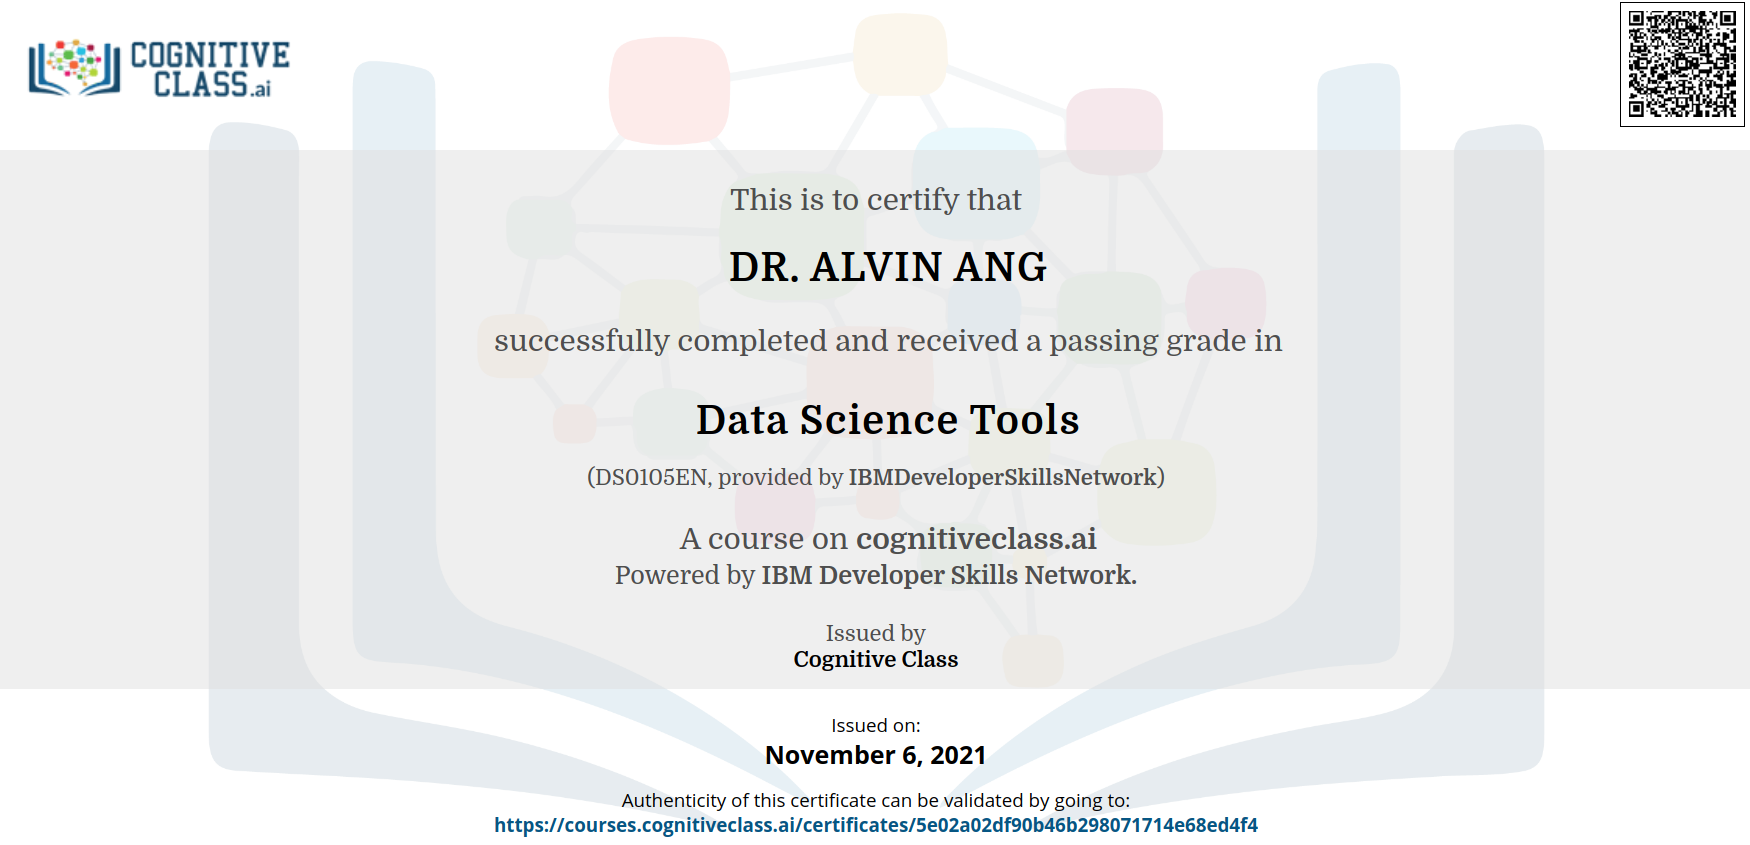 COGNITIVE
CLASS.ai
This is to certify that
DR. ALVIN ANG
successfully completed and received a passing grade in
Data Science Tools
(DS0105EN, provided by IBMDeveloperSkillsNetwork)
A course on cognitiveclass.ai
Powered by IBM Developer Skills Network.
Issued by
Cognitive Class
Issued on:
November 6, 2021
Authenticity of this certificate can be validated by going to:
https://courses.cognitiveclass.ai/certificates/5e02a02df90b46b298071714e68ed4f4